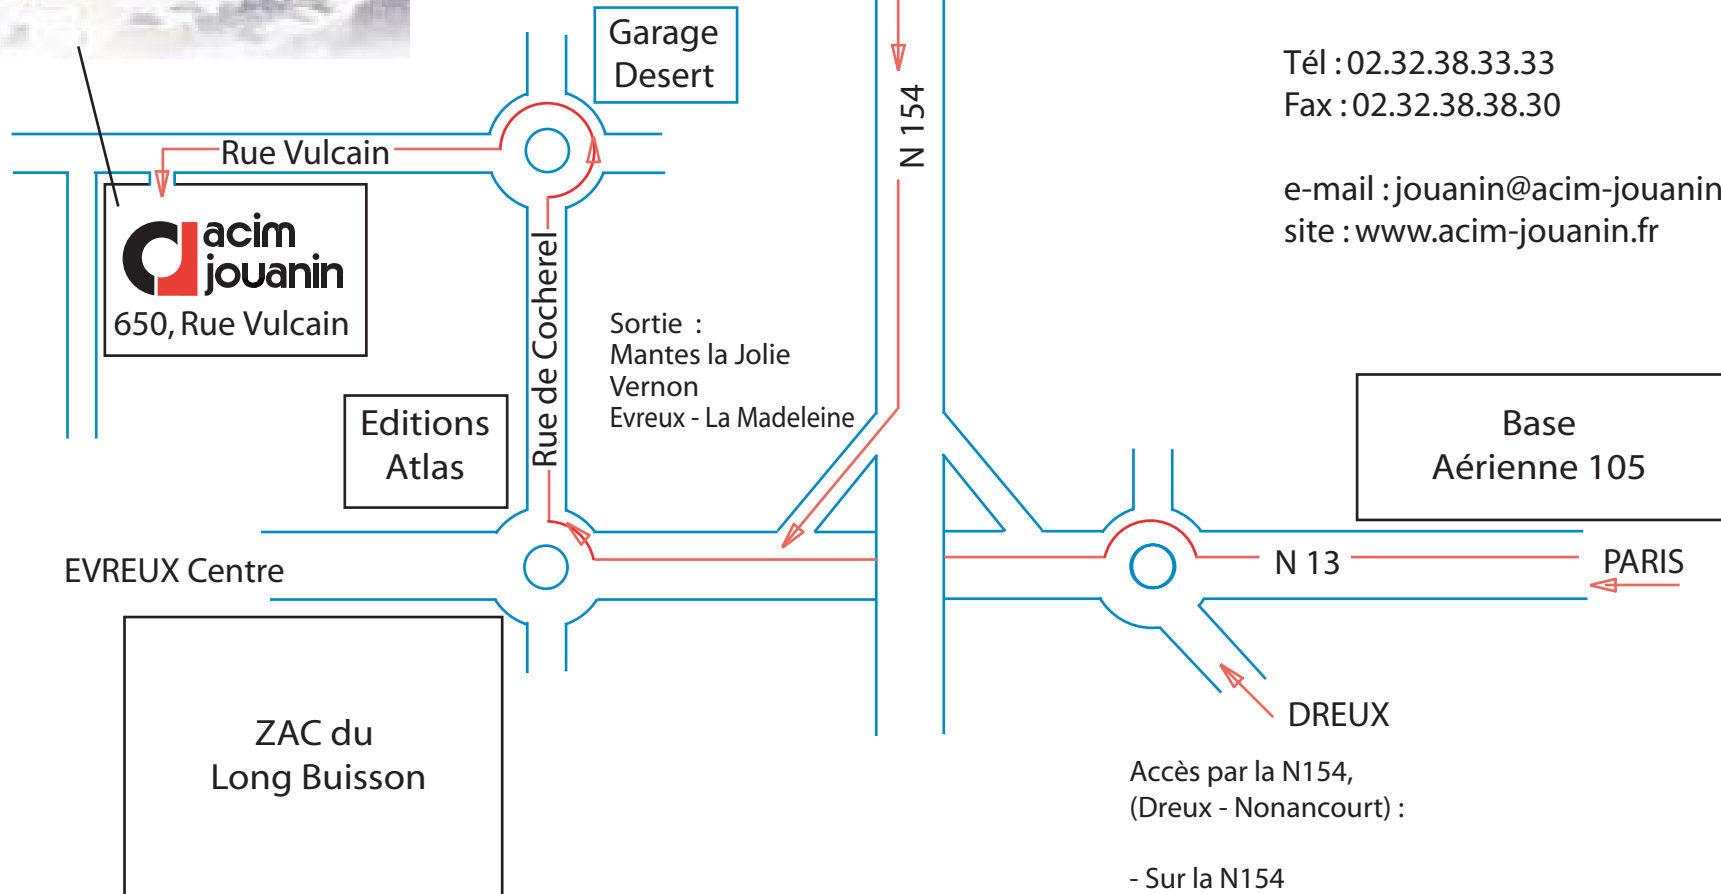 Garage
Desert
Tél : 02.32.38.33.33
Fax : 02.32.38.38.30
N 154
Rue Vulcain
e-mail : jouanin@acim-jouanin
site : www.acim-jouanin.fr
acim
jouanin
650, Rue Vulcain
Rue de Cocherel
Sortie :
Mantes la Jolie
Vernon
Evreux - La Madeleine
Editions
Atlas
Base
Aérienne 105
EVREUX Centre
N 13
PARIS
DREUX
ZAC du
Long Buisson
Accès par la N154,
(Dreux - Nonancourt) :
- Sur la N154